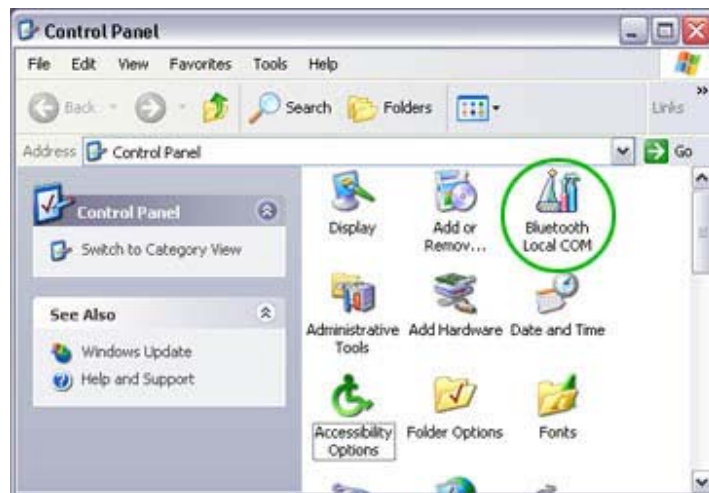 Control Panel
File Edit View Favorites Tools Help
Back Search Folders Links »
Address Control Panel Go
Control Panel
Switch to Category View
See Also
Windows Update
Help and Support
Display
Add or
Remov...
Bluetooth
Local COM
Administrative
Tools
Add Hardware
Date and Time
Accessibility
Options
Folder Options
Fonts